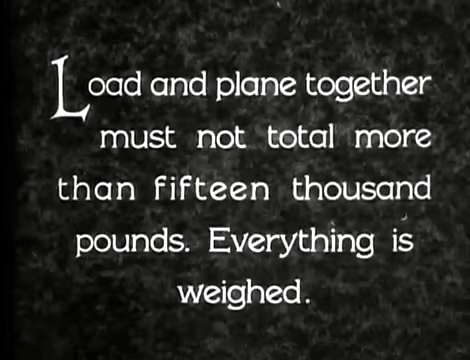 Load and plane together
must not total more
than fifteen thousand
pounds. Everything is
weighed.